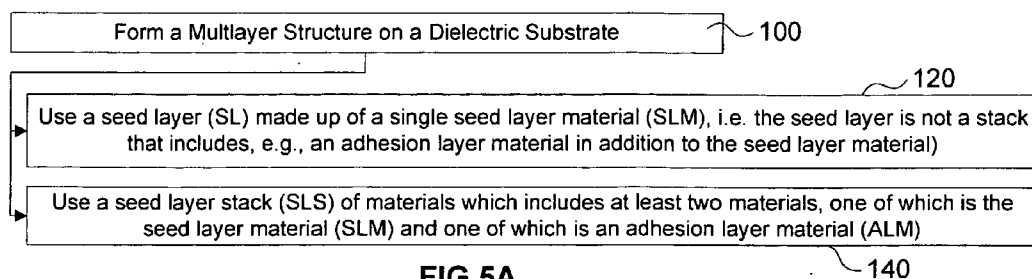 Form a Multlayer Structure on a Dielectric Substrate
100
120
Use a seed layer (SL) made up of a single seed layer material (SLM), i.e. the seed layer is not a stack
that includes, e.g., an adhesion layer material in addition to the seed layer material)
Use a seed layer stack (SLS) of materials which includes at least two materials, one of which is the
seed layer material (SLM) and one of which is an adhesion layer material (ALM)
140
FIG 5A